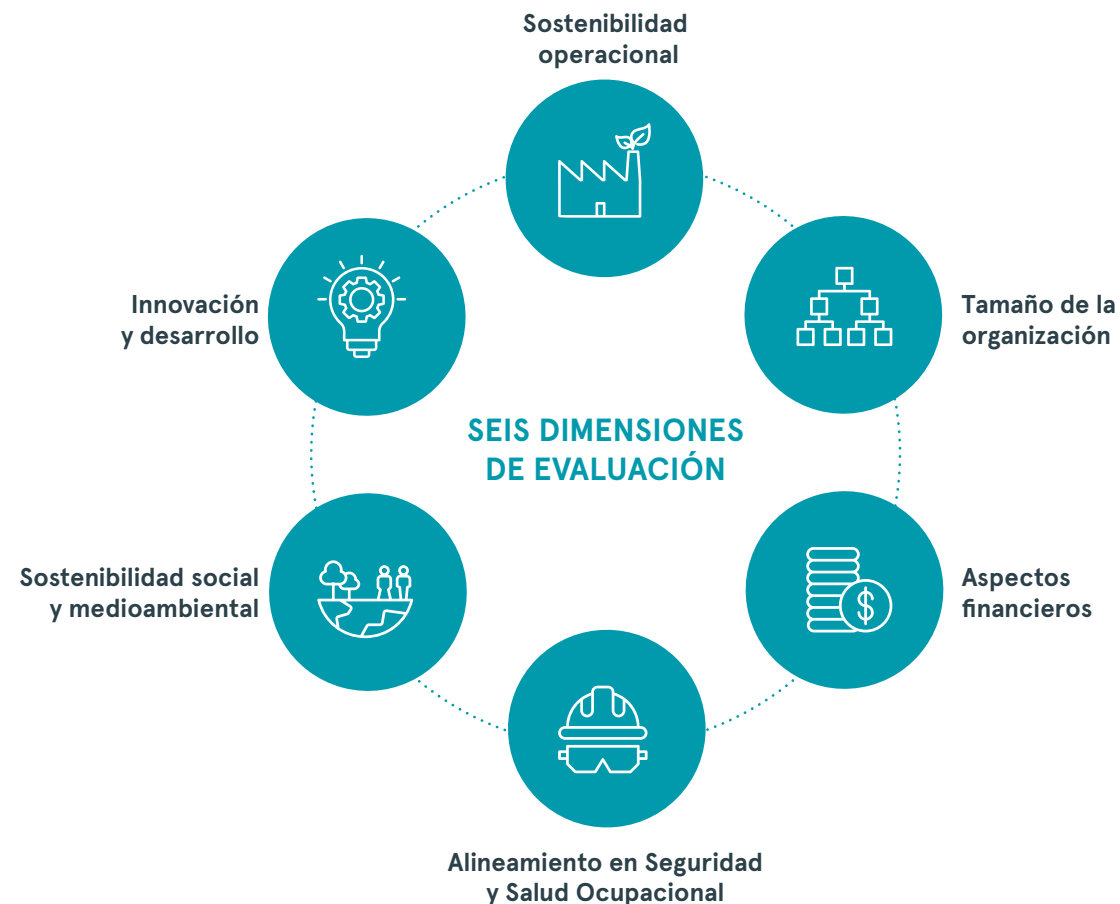 Sostenibilidad
operacional
Innovación
y desarrollo
Tamaño de la
organización
SEIS DIMENSIONES
DE EVALUACIÓN
Sostenibilidad social
y medioambiental
Aspectos
financieros
Alineamiento en Seguridad
y Salud Ocupacional
$